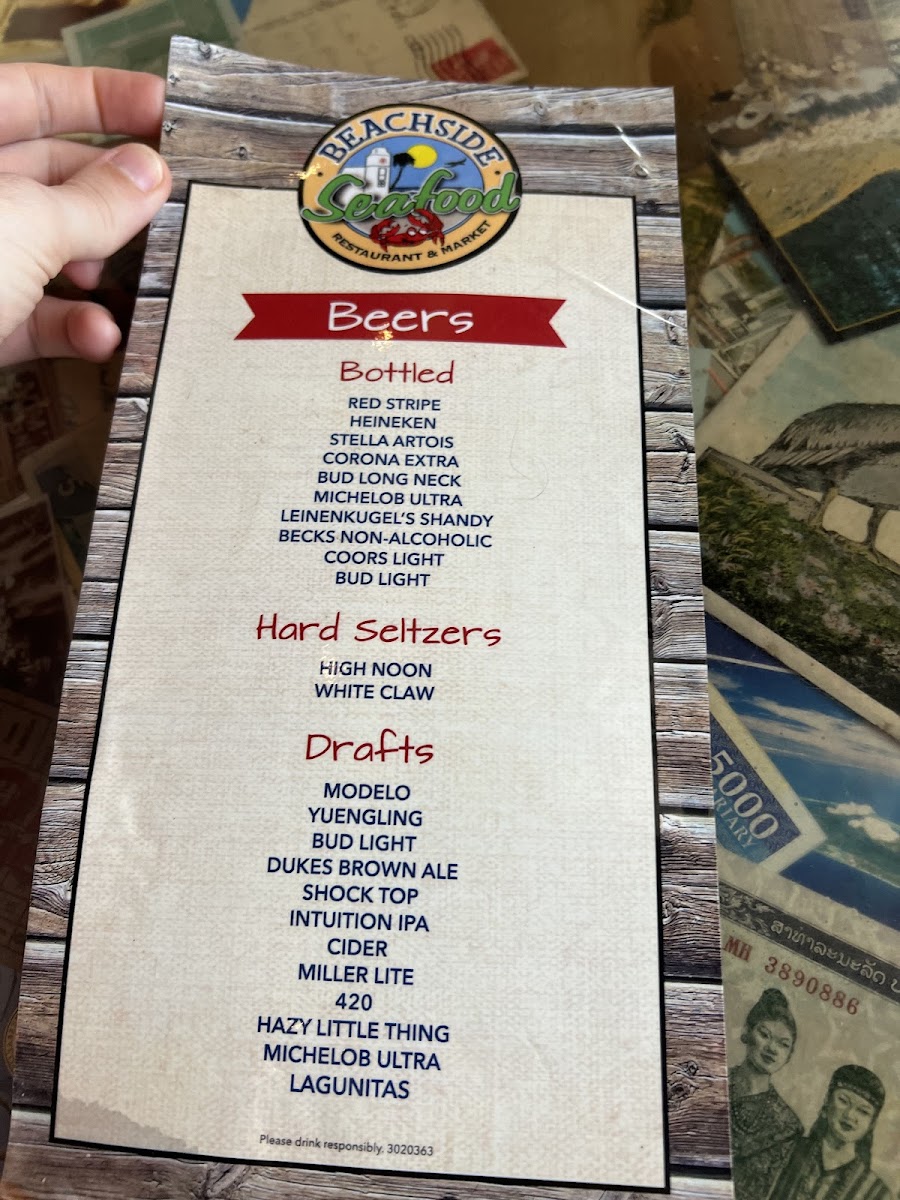 BEACHSIDE
Seafood
RESTAURANT & MARKET
Beers
Bottled
RED STRIPE
HEINEKEN
STELLA ARTOIS
CORONA EXTRA
BUD LONG NECK
MICHELOB ULTRA
LEINENKUGEL'S SHANDY
BECKS NON-ALCOHOLIC
COORS LIGHT
BUD LIGHT
Hard Seltzers
HIGH NOON
WHITE CLAW
Drafts
MODELO
YUENGLING
BUD LIGHT
DUKES BROWN ALE
SHOCK TOP
INTUITION IPA
CIDER
MILLER LITE
420
HAZY LITTLE THING
MICHELOB ULTRA
LAGUNITAS
Please drink responsibly. 3020363
5000
MH 3890886